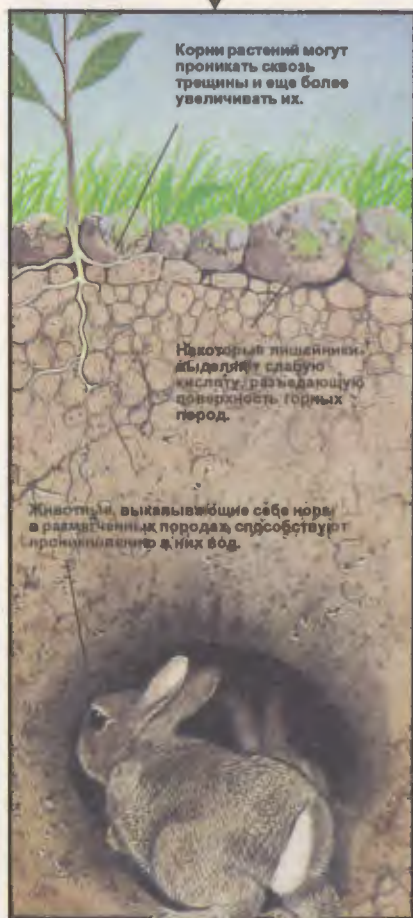 Корни растений могут
проникать сквозь
трещины и еще более
увеличивать их.
Некоторые лишайники
выделяют слабую
кислоту, разъедающую
поверхность горных
пород.
Животные, выкапывающие себе норы
в размягченных породах, способствуют
проникновению в них вод.